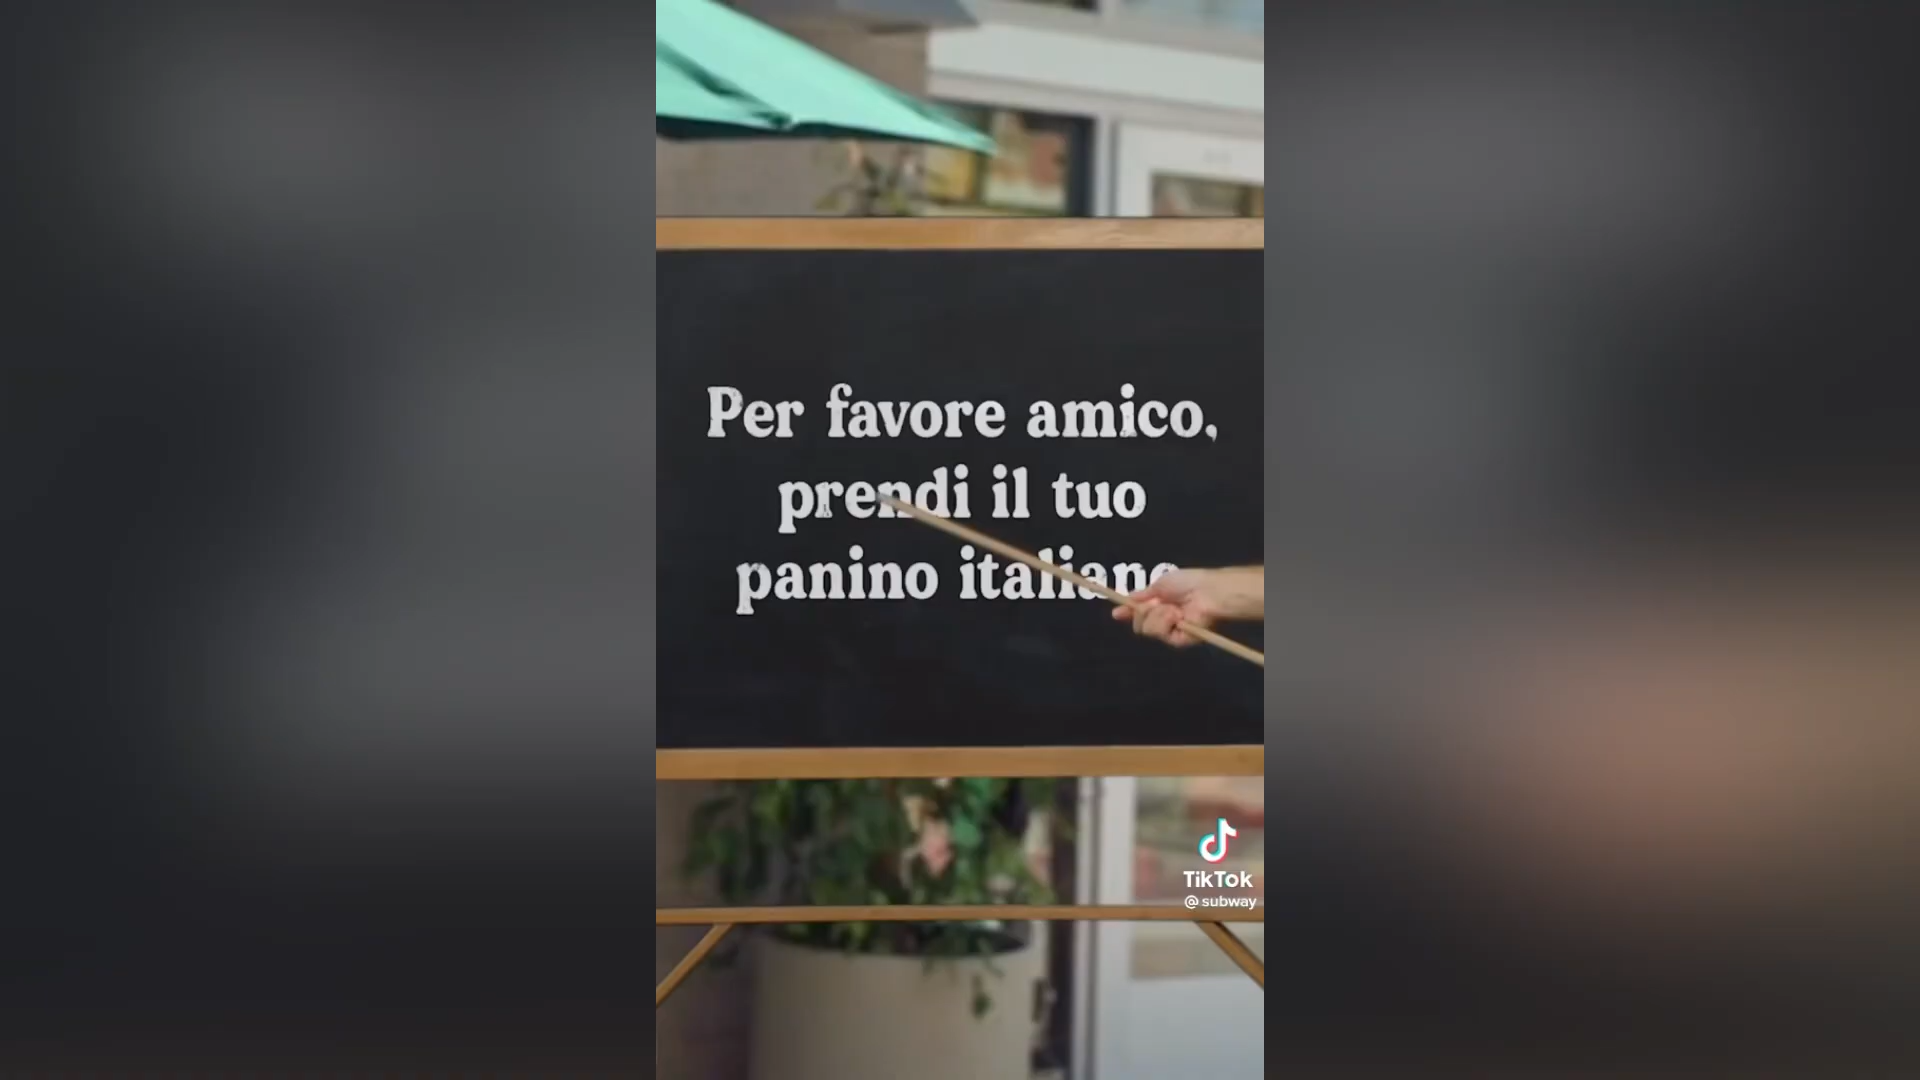 Per favore amico,
prendi il tuo
panino italiano
TikTok
@subway